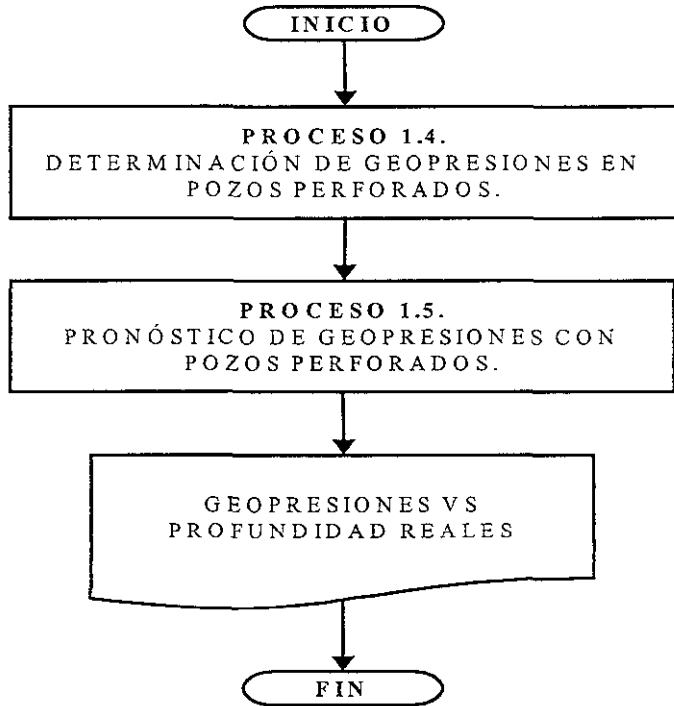 INICIO
PROCESO 1.4.
DETERMINACIÓN DE GEOPRESIONES EN
POZOS PERFORADOS.
PROCESO 1.5.
PRONÓSTICO DE GEOPRESIONES CON
POZOS PERFORADOS.
GEOPRESIONES VS
PROFUNDIDAD REALES
FIN